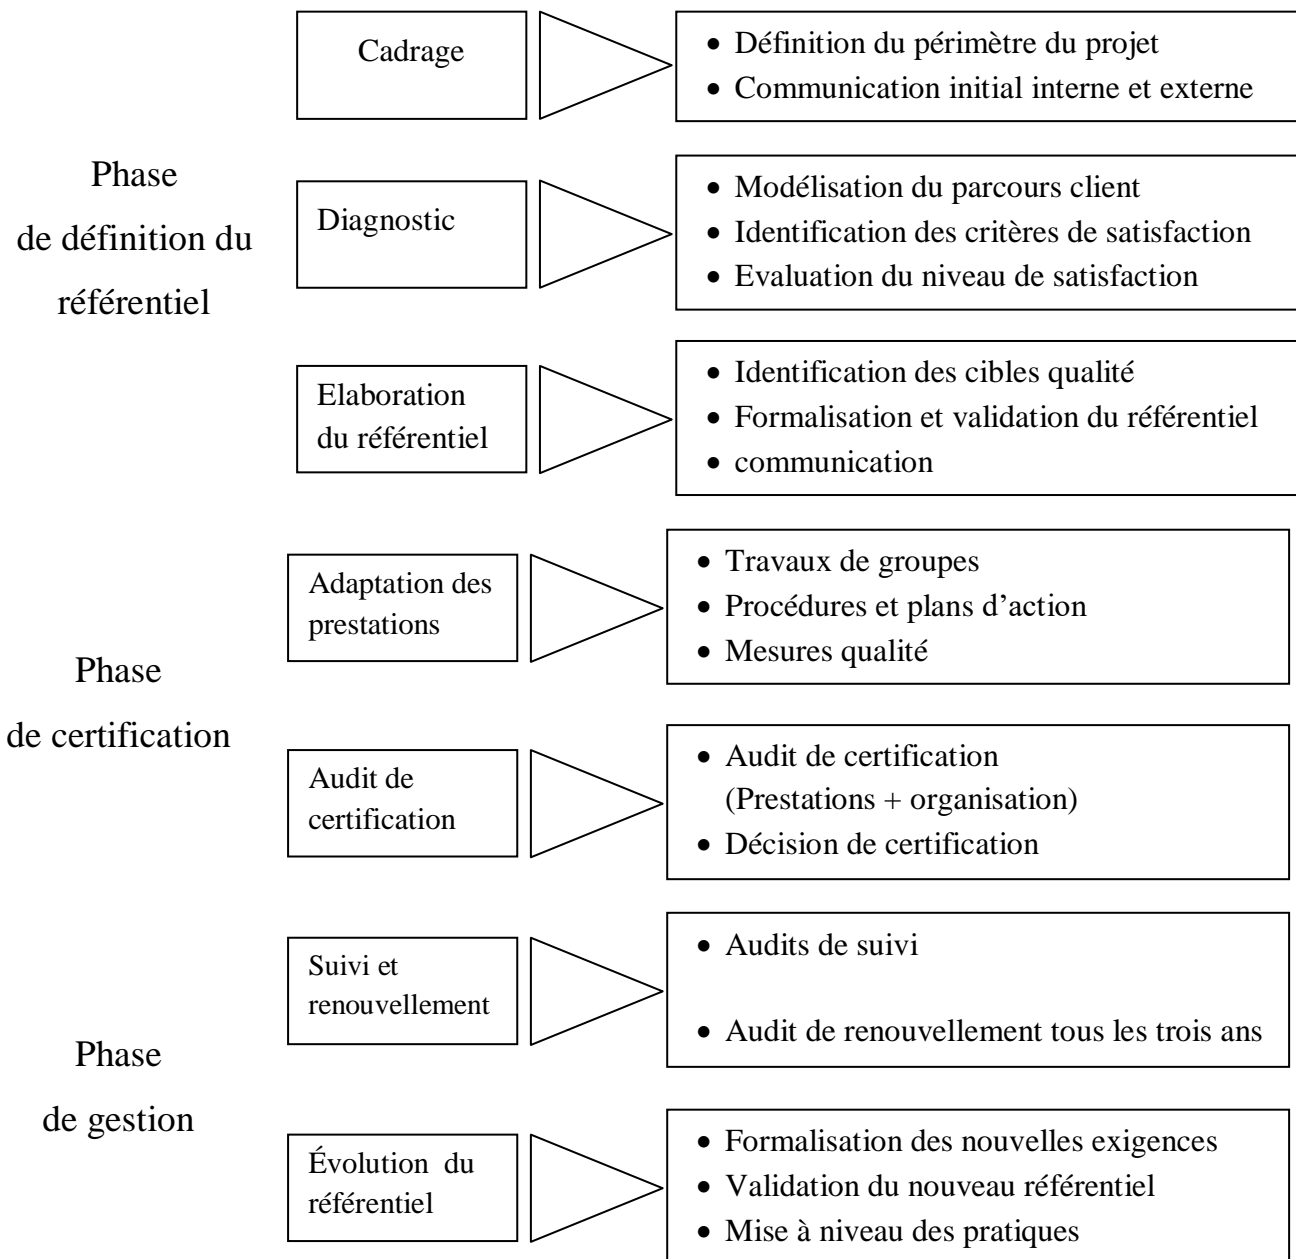 Phase
de définition du
référentiel
Cadrage
• Définition du périmètre du projet
• Communication initial interne et externe
Diagnostic
• Modélisation du parcours client
• Identification des critères de satisfaction
• Evaluation du niveau de satisfaction
Elaboration
du référentiel
• Identification des cibles qualité
• Formalisation et validation du référentiel
• communication
Phase
de certification
Adaptation des
prestations
• Travaux de groupes
• Procédures et plans d’action
• Mesures qualité
Audit de
certification
• Audit de certification
(Prestations + organisation)
• Décision de certification
Phase
de gestion
Suivi et
renouvellement
• Audits de suivi
• Audit de renouvellement tous les trois ans
Évolution du
référentiel
• Formalisation des nouvelles exigences
• Validation du nouveau référentiel
• Mise à niveau des pratiques